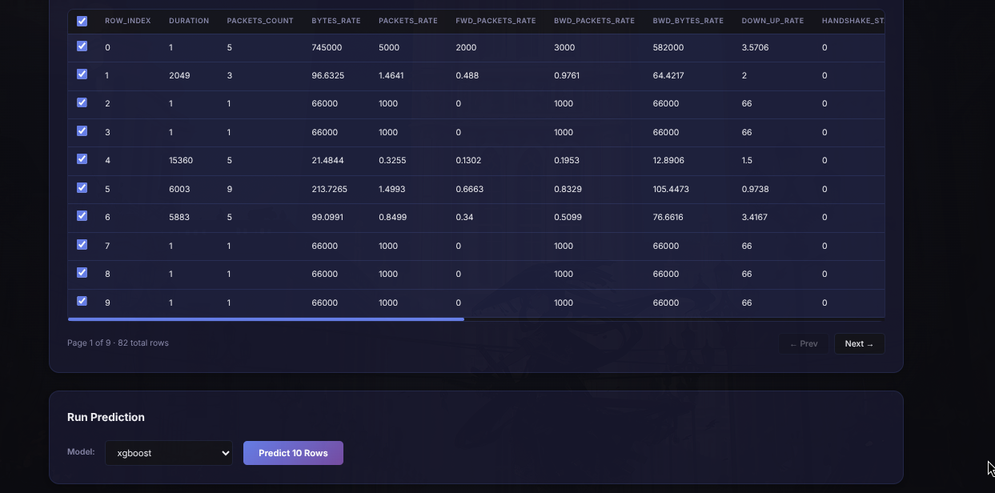 ROW_INDEX DURATION PACKETS_COUNT BYTES_RATE PACKETS_RATE FWD_PACKETS_RATE BWD_PACKETS_RATE BWD_BYTES_RATE DOWN_UP_RATE HANDSHAKE_ST
0 1 5 745000 5000 2000 3000 582000 3.5706 0
1 2049 3 96.6325 1.4641 0.488 0.9761 64.4217 2 0
2 1 1 66000 1000 0 1000 66000 66 0
3 1 1 66000 1000 0 1000 66000 66 0
4 15360 5 21.4844 0.3255 0.1302 0.1953 12.8906 1.5 0
5 6003 9 213.7265 1.4993 0.6663 0.8329 105.4473 0.9738 0
6 5883 5 99.0991 0.8499 0.34 0.5099 76.6616 3.4167 0
7 1 1 66000 1000 0 1000 66000 66 0
8 1 1 66000 1000 0 1000 66000 66 0
9 1 1 66000 1000 0 1000 66000 66 0
Page 1 of 9 · 82 total rows ← Prev Next →
Run Prediction
Model: xgboost Predict 10 Rows